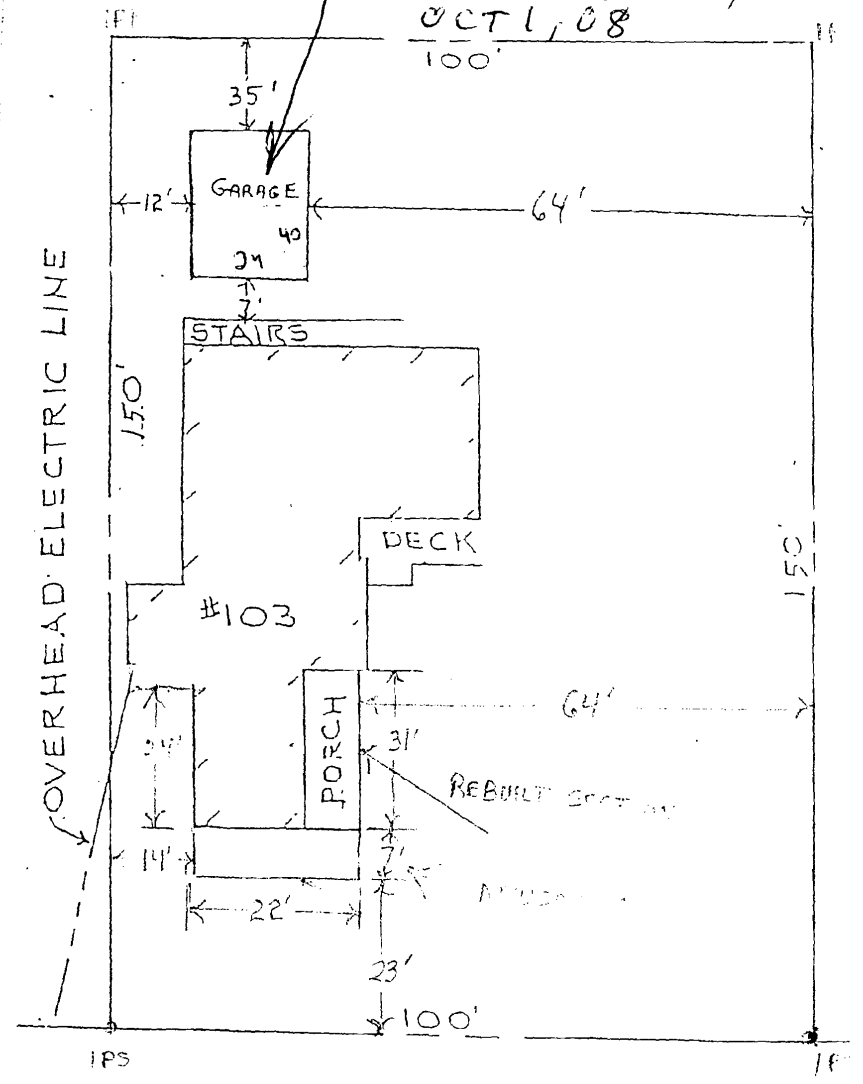 OCT 1, 08
IPI
100'
35'
GARAGE
12'
64'
40
24
7'
STAIRS
OVERHEAD ELECTRIC LINE
150'
DECK
150'
#103
64'
PORCH
31'
REBUILT
14'
7'
22'
23'
100'
IPS